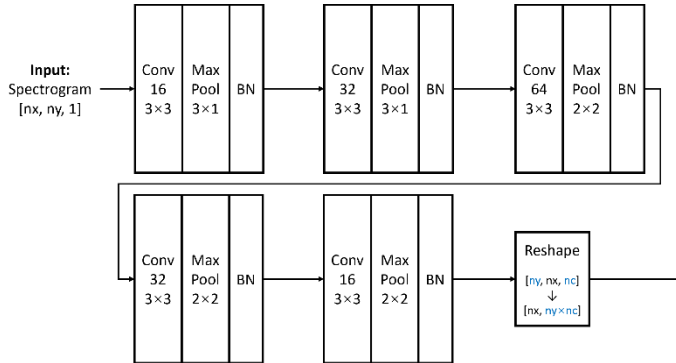 Input:
Spectrogram
[nx, ny, 1]
Conv
16
3×3
Max
Pool
3×1
BN
Conv
32
3×3
Max
Pool
3×1
BN
Conv
64
3×3
Max
Pool
2×2
BN
Conv
32
3×3
Max
Pool
2×2
BN
Conv
16
3×3
Max
Pool
2×2
BN
Reshape
[ny, nx, nc]
↓
[nx, ny×nc]